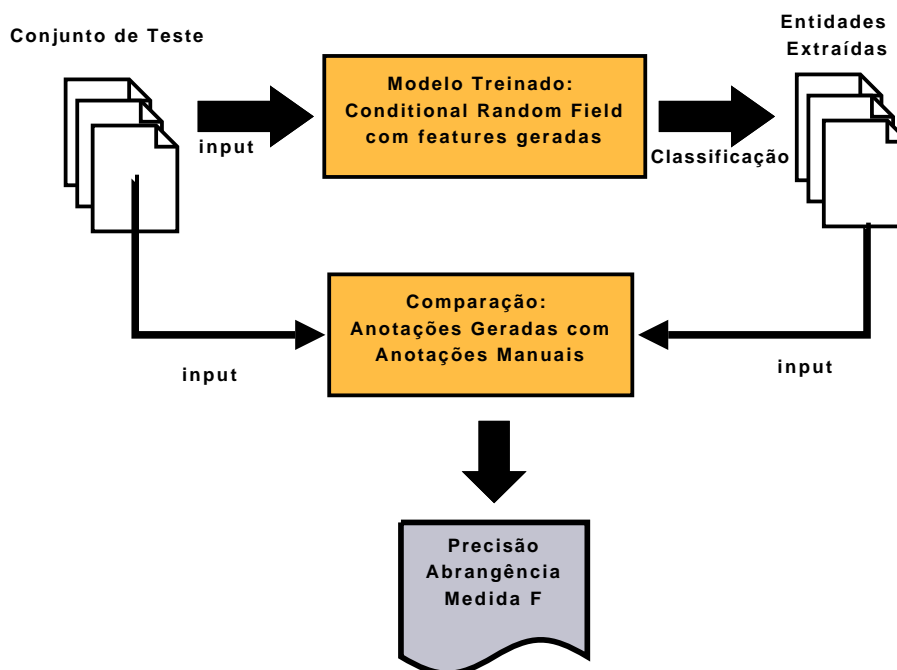 Conjunto de Teste
input
Modelo Treinado:
Conditional Random Field
com features geradas
Classificação
Entidades
Extraídas
input
Comparação:
Anotações Geradas com
Anotações Manuais
input
Precisão
Abrangência
Medida F